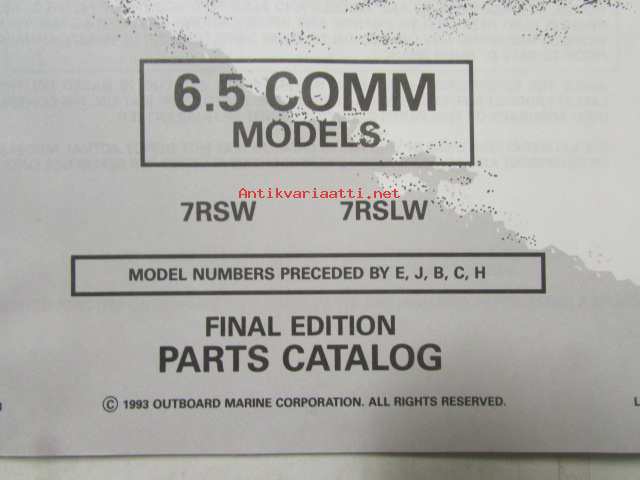 6.5 COMM
MODELS
Antikvariaatti.net
7RSW 7RSLW
MODEL NUMBERS PRECEDED BY E, J, B, C, H
FINAL EDITION
PARTS CATALOG
© 1993 OUTBOARD MARINE CORPORATION. ALL RIGHTS RESERVED.